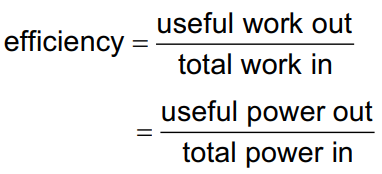 efficiency = useful work out / total work in
= useful power out / total power in